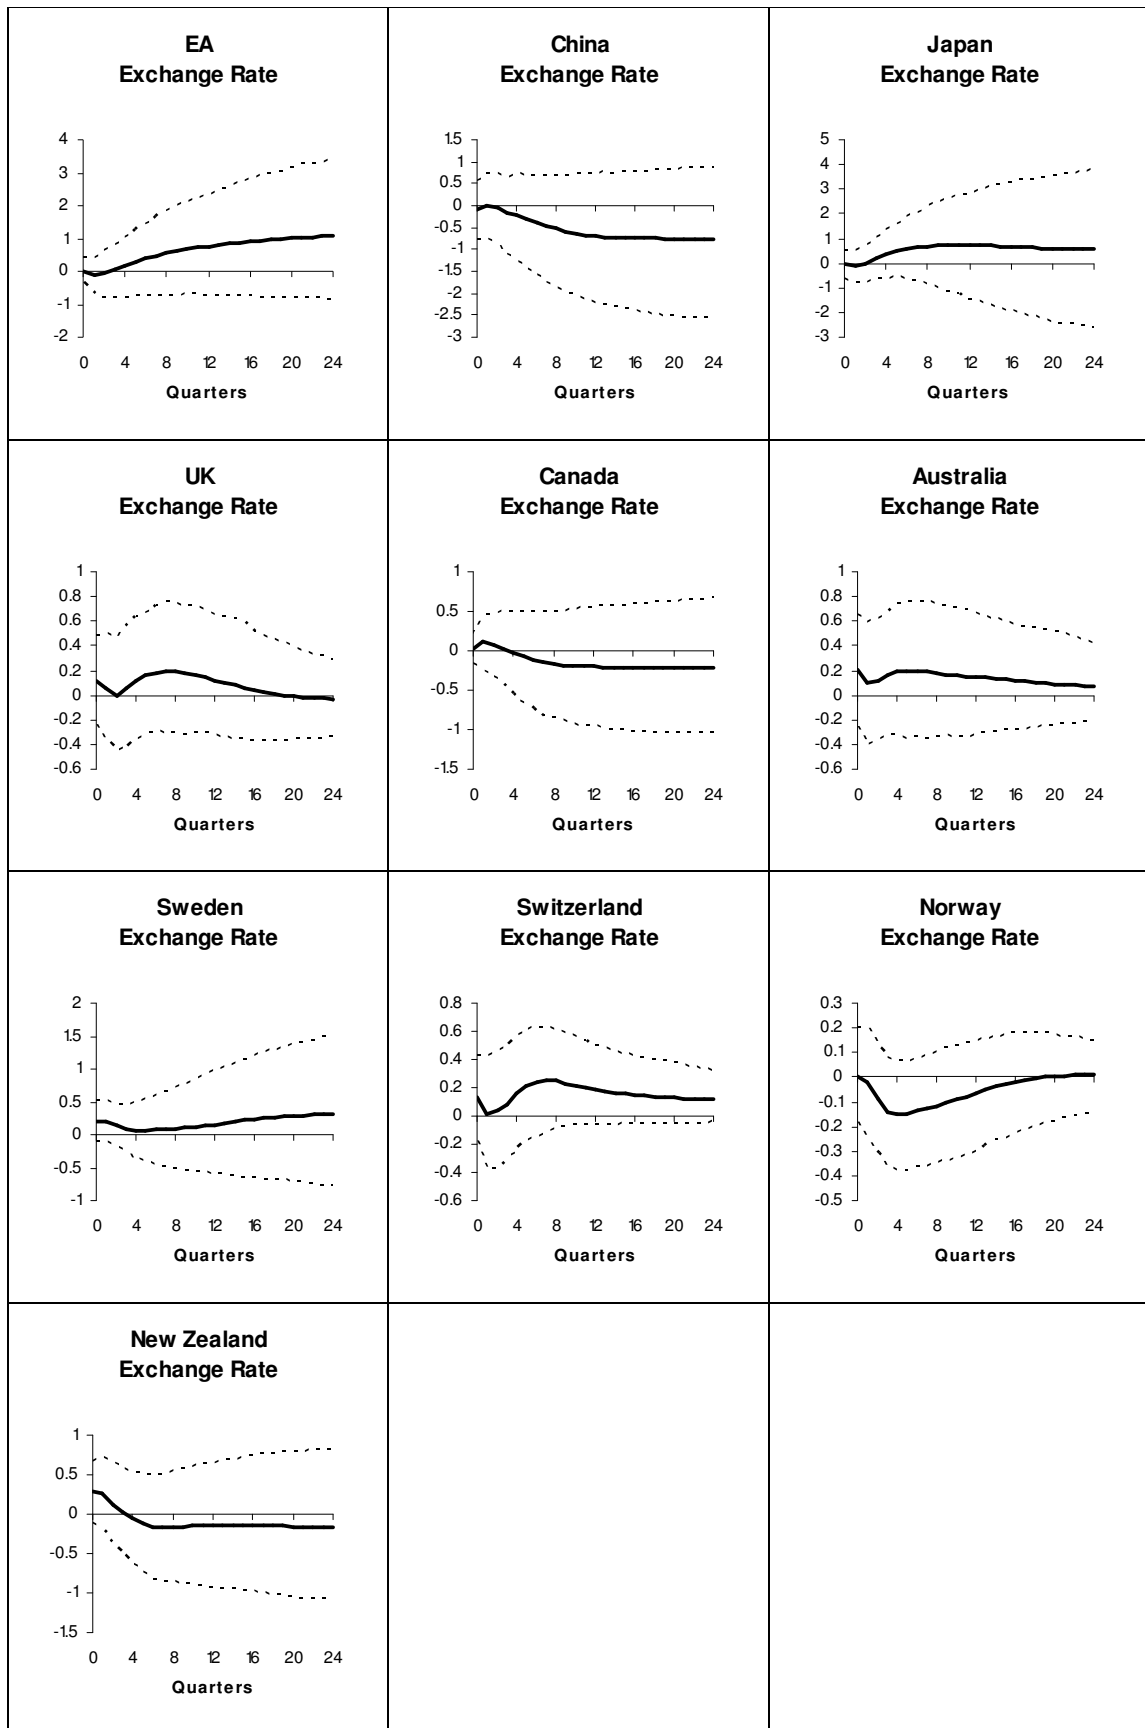 EA
Exchange Rate
4
3
2
1
0
-1
-2
0 4 8 12 16 20 24
Quarters
China
Exchange Rate
1.5
1
0.5
0
-0.5
-1
-1.5
-2
-2.5
-3
0 4 8 12 16 20 24
Quarters
Japan
Exchange Rate
5
4
3
2
1
0
-1
-2
-3
0 4 8 12 16 20 24
Quarters
UK
Exchange Rate
1
0.8
0.6
0.4
0.2
0
-0.2
-0.4
-0.6
0 4 8 12 16 20 24
Quarters
Canada
Exchange Rate
1
0.5
0
-0.5
-1
-1.5
0 4 8 12 16 20 24
Quarters
Australia
Exchange Rate
1
0.8
0.6
0.4
0.2
0
-0.2
-0.4
-0.6
0 4 8 12 16 20 24
Quarters
Sweden
Exchange Rate
2
1.5
1
0.5
0
-0.5
-1
0 4 8 12 16 20 24
Quarters
Switzerland
Exchange Rate
0.8
0.6
0.4
0.2
0
-0.2
-0.4
-0.6
0 4 8 12 16 20 24
Quarters
Norway
Exchange Rate
0.3
0.2
0.1
0
-0.1
-0.2
-0.3
-0.4
-0.5
0 4 8 12 16 20 24
Quarters
New Zealand
Exchange Rate
1
0.5
0
-0.5
-1
-1.5
0 4 8 12 16 20 24
Quarters